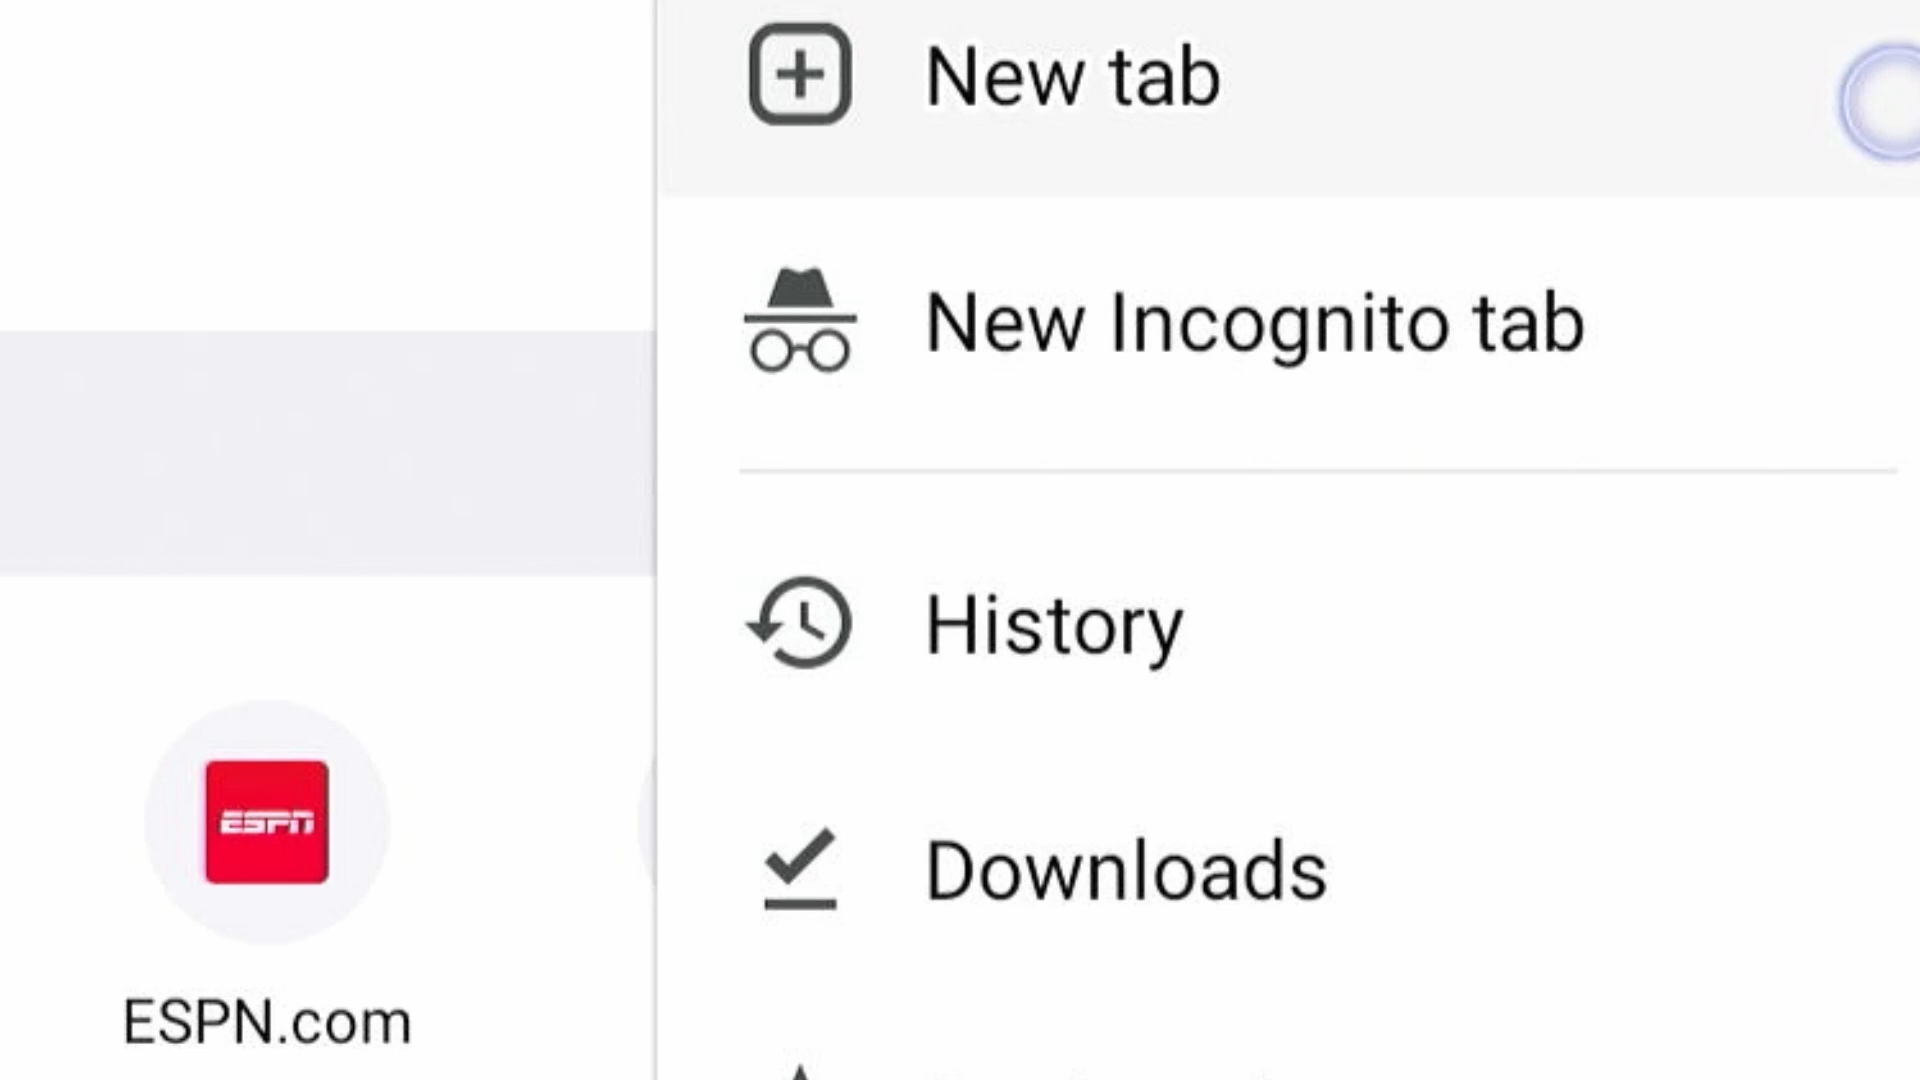 New tab
New Incognito tab
History
Downloads
ESPN
ESPN.com